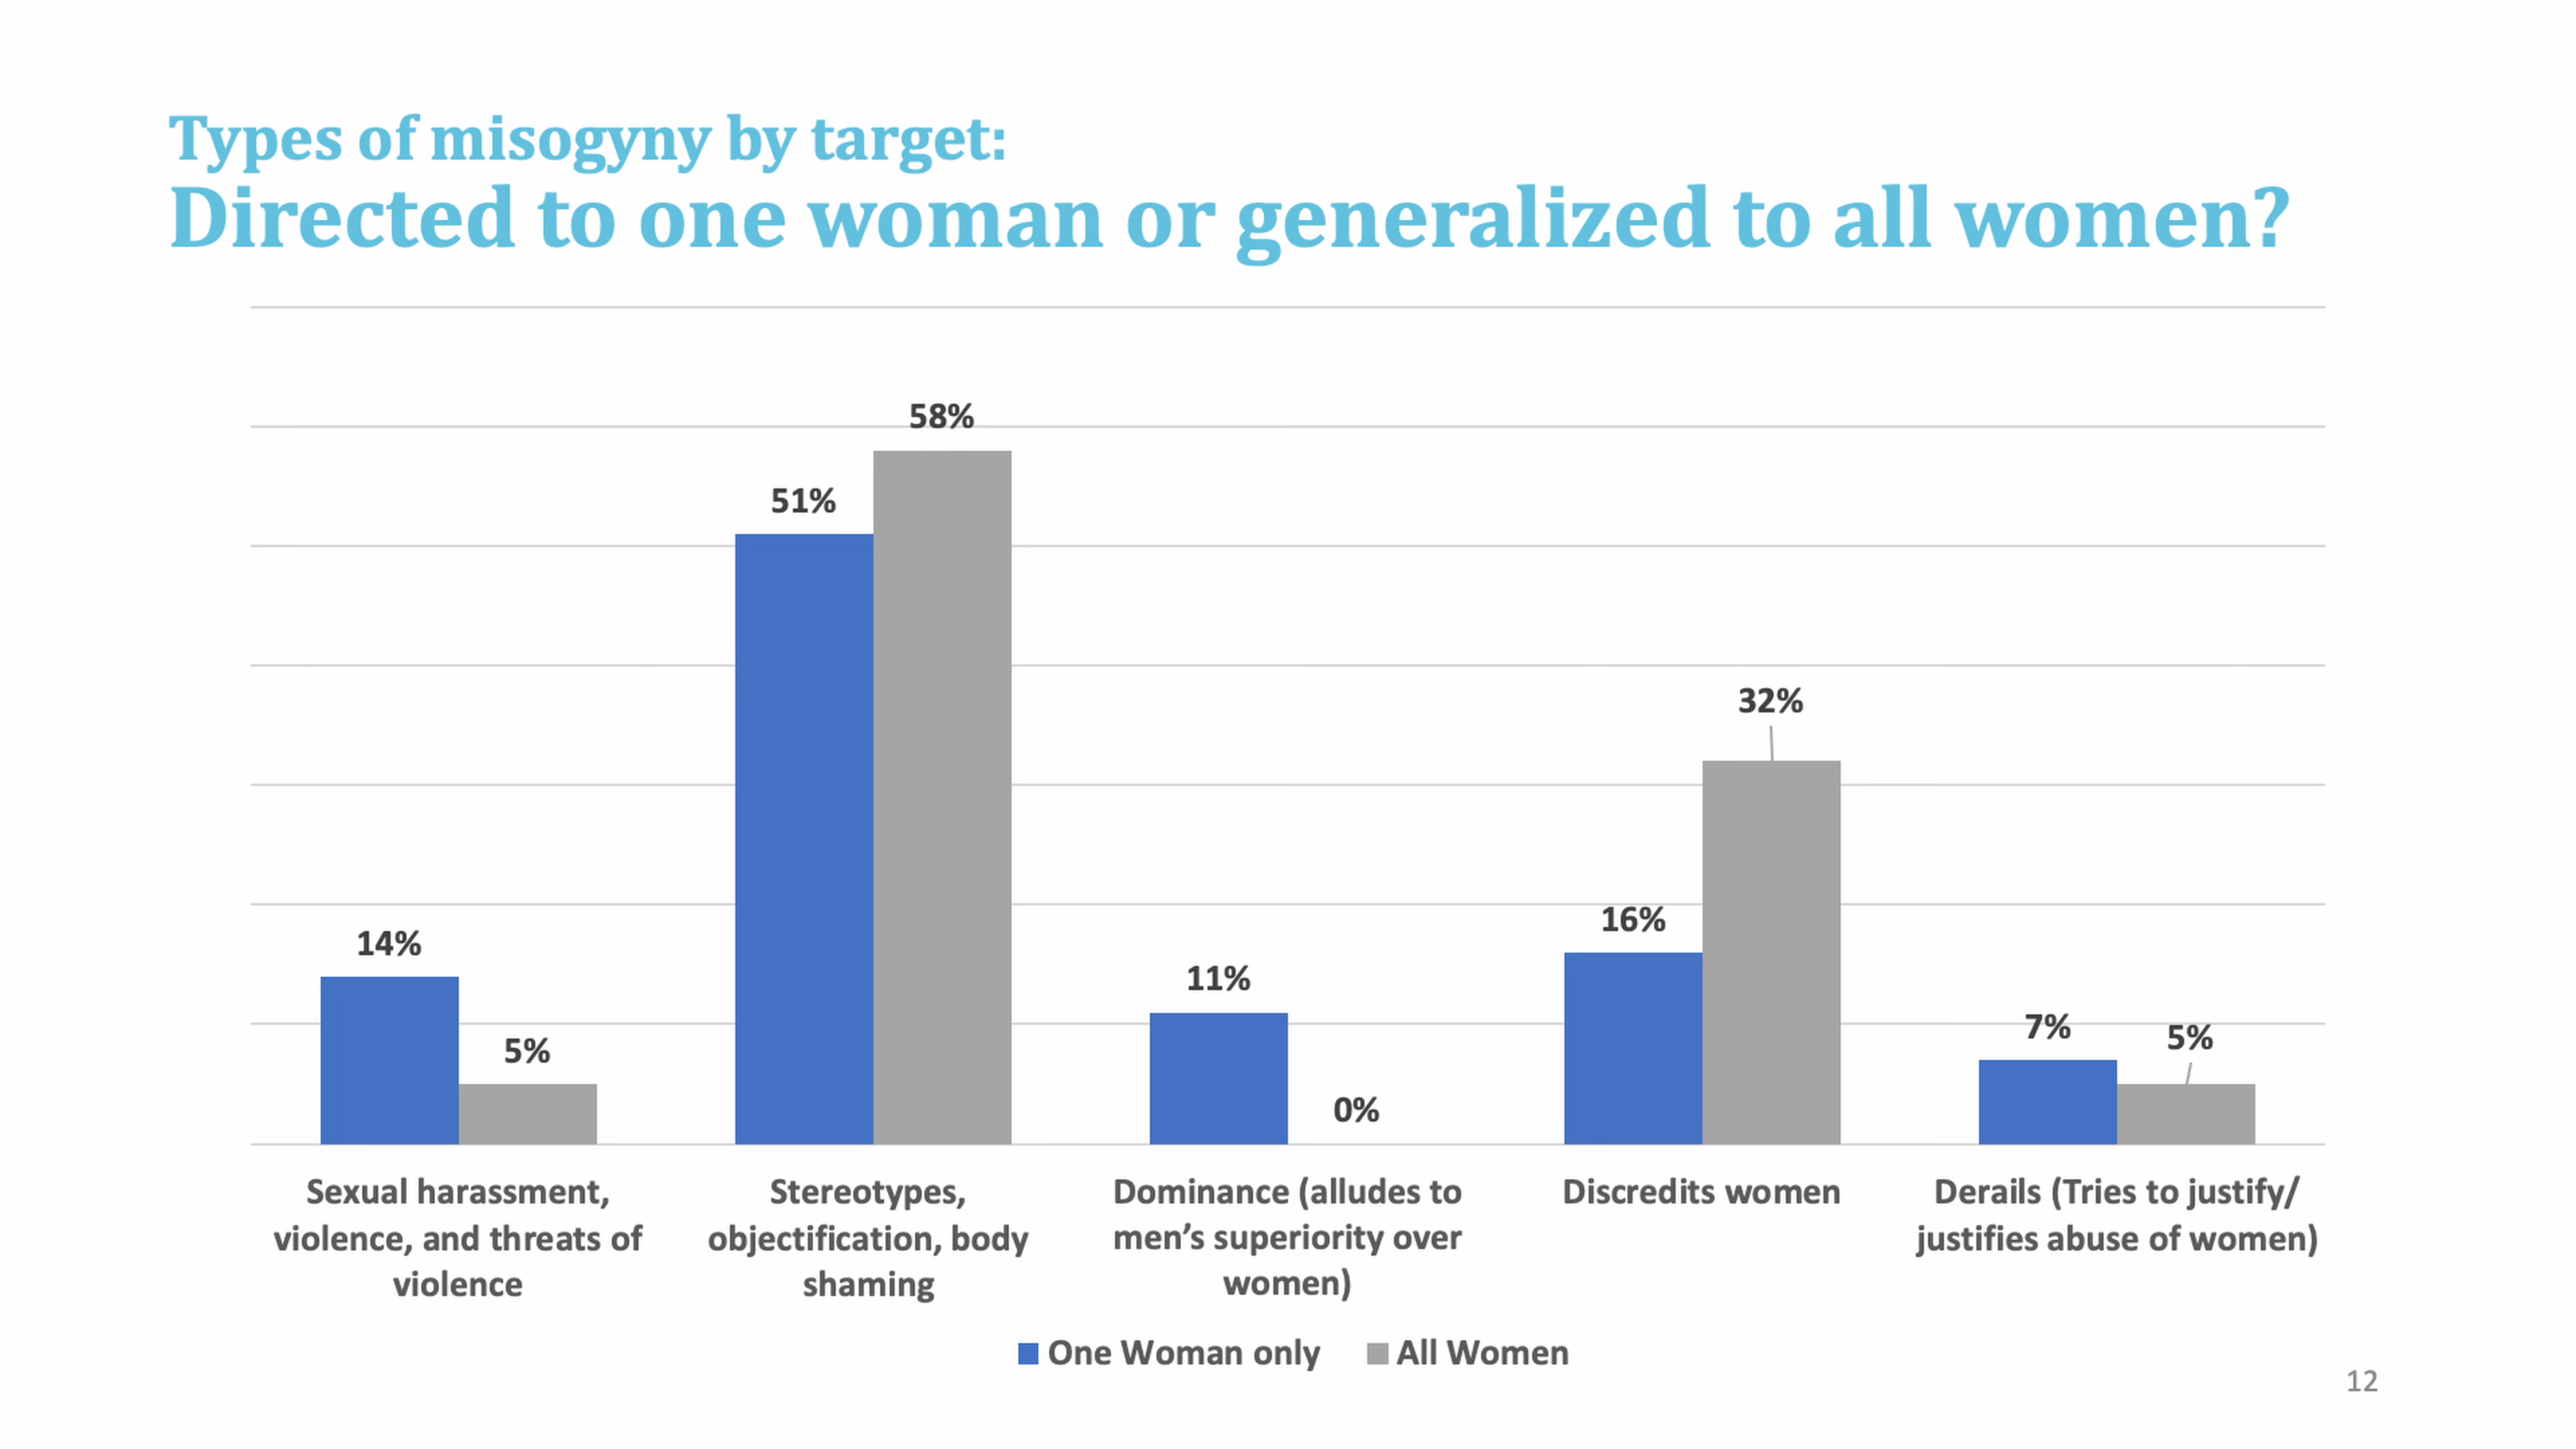 Types of misogyny by target:
Directed to one woman or generalized to all women?
58%
51%
32%
16%
14%
11%
7%
5%
5%
0%
Sexual harassment,
violence, and threats of
violence
Stereotypes,
objectification, body
shaming
Dominance (alludes to
men’s superiority over
women)
Discredits women
Derails (Tries to justify/
justifies abuse of women)
One Woman only
All Women
12